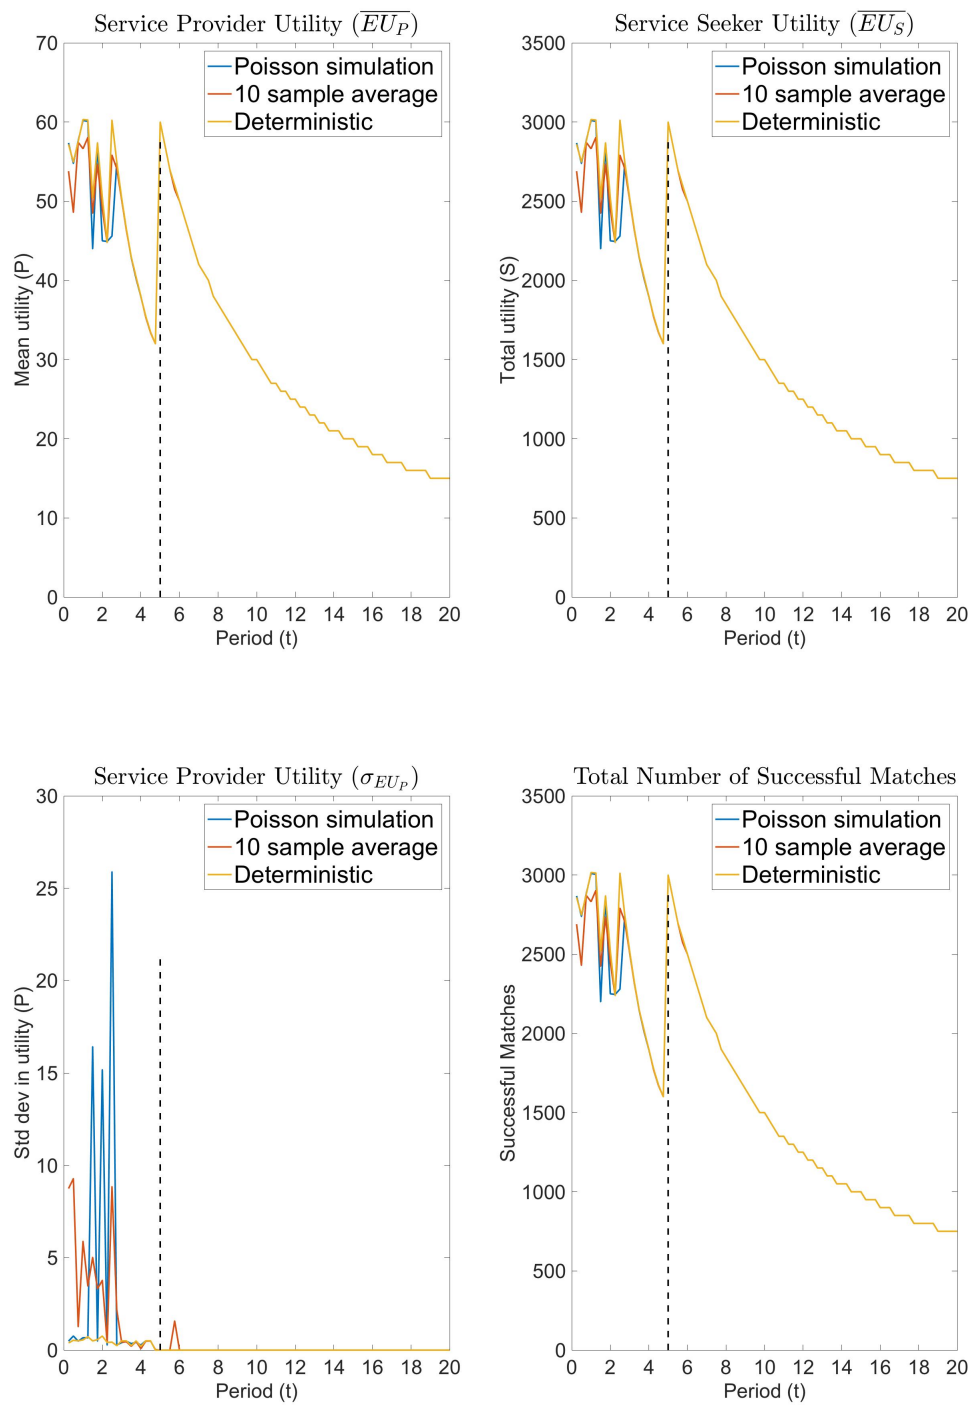 Service Provider Utility (\overline{EU_P})
70
60
50
40
30
20
10
0
Mean utility (P)
Poisson simulation
10 sample average
Deterministic
0 2 4 6 8 10 12 14 16 18 20
Period (t)
Service Seeker Utility (\overline{EU_S})
3500
3000
2500
2000
1500
1000
500
0
Total utility (S)
Poisson simulation
10 sample average
Deterministic
0 2 4 6 8 10 12 14 16 18 20
Period (t)
Service Provider Utility (σ_{EU_P})
30
25
20
15
10
5
0
Std dev in utility (P)
Poisson simulation
10 sample average
Deterministic
0 2 4 6 8 10 12 14 16 18 20
Period (t)
Total Number of Successful Matches
3500
3000
2500
2000
1500
1000
500
0
Successful Matches
Poisson simulation
10 sample average
Deterministic
0 2 4 6 8 10 12 14 16 18 20
Period (t)